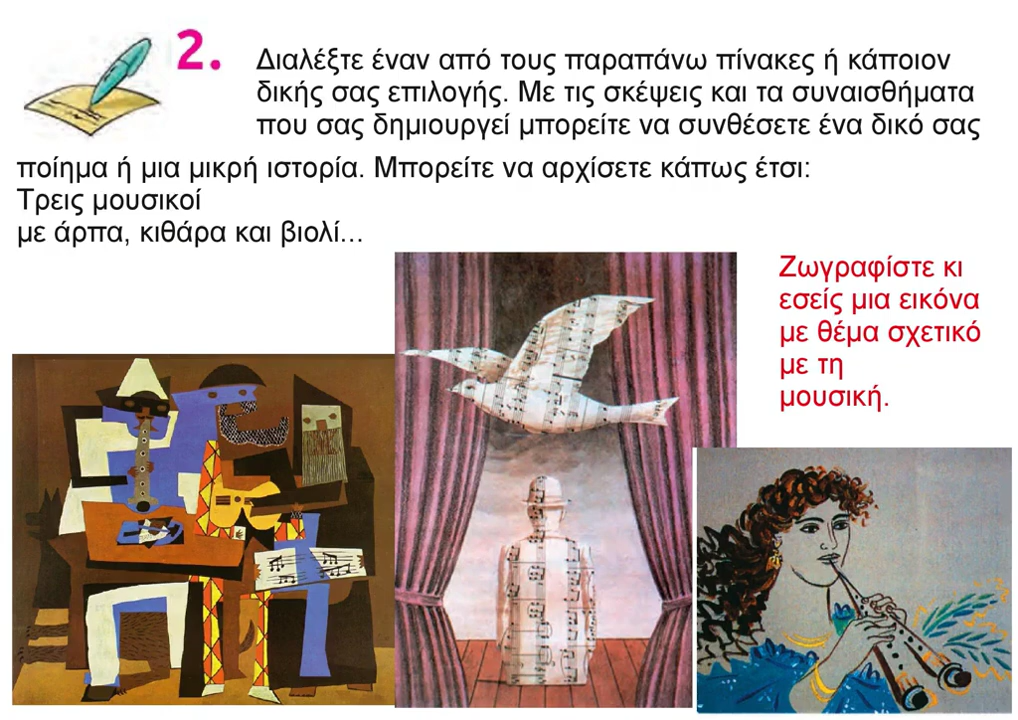 2.
Διαλέξτε έναν από τους παραπάνω πίνακες ή κάποιον
δικής σας επιλογής. Με τις σκέψεις και τα συναισθήματα
που σας δημιουργεί μπορείτε να συνθέσετε ένα δικό σας
ποίημα ή μια μικρή ιστορία. Μπορείτε να αρχίσετε κάπως έτσι:
Τρεις μουσικοί
με άρπα, κιθάρα και βιολί...
Ζωγραφίστε κι
εσείς μια εικόνα
με θέμα σχετικό
με τη
μουσική.